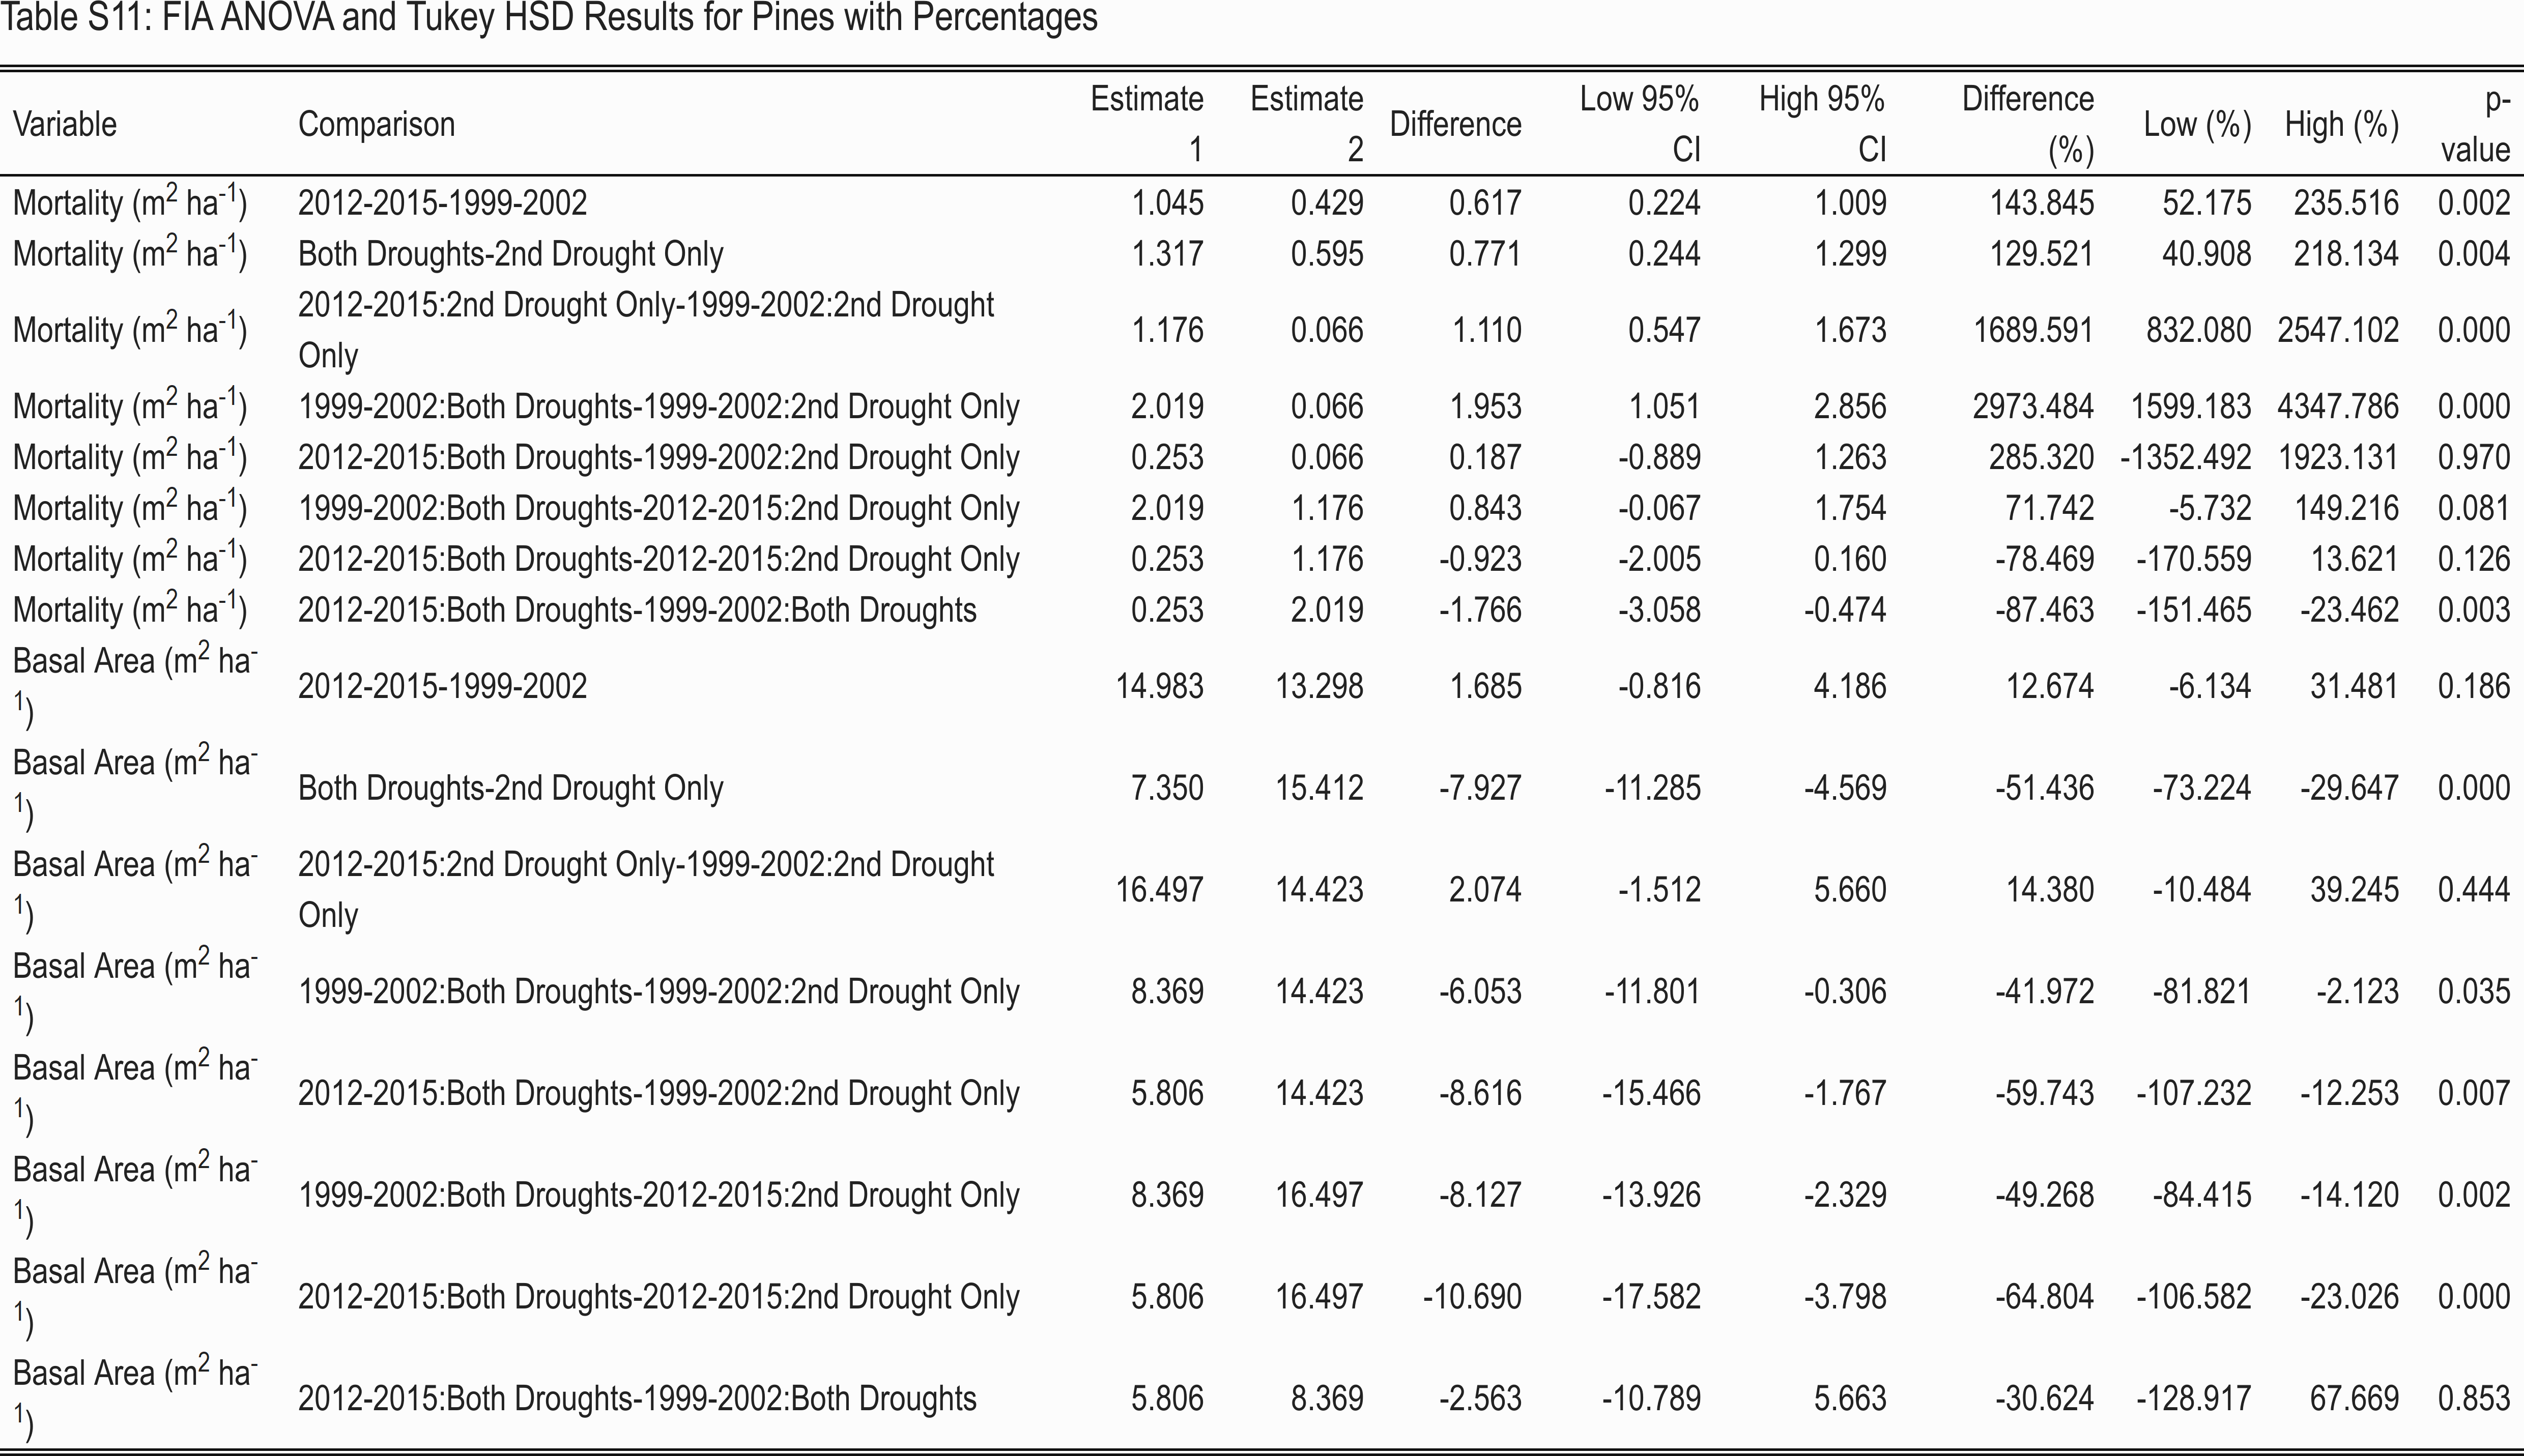 Table S11: FIA ANOVA and Tukey HSD Results for Pines with Percentages
Variable Comparison Estimate 1 Estimate 2 Difference Low 95% CI High 95% CI Difference (%) Low (%) High (%) p-value
Mortality (m2 ha-1) 2012-2015-1999-2002 1.045 0.429 0.617 0.224 1.009 143.845 52.175 235.516 0.002
Mortality (m2 ha-1) Both Droughts-2nd Drought Only 1.317 0.595 0.771 0.244 1.299 129.521 40.908 218.134 0.004
Mortality (m2 ha-1) 2012-2015:2nd Drought Only-1999-2002:2nd Drought Only 1.176 0.066 1.110 0.547 1.673 1689.591 832.080 2547.102 0.000
Mortality (m2 ha-1) 1999-2002:Both Droughts-1999-2002:2nd Drought Only 2.019 0.066 1.953 1.051 2.856 2973.484 1599.183 4347.786 0.000
Mortality (m2 ha-1) 2012-2015:Both Droughts-1999-2002:2nd Drought Only 0.253 0.066 0.187 -0.889 1.263 285.320 -1352.492 1923.131 0.970
Mortality (m2 ha-1) 1999-2002:Both Droughts-2012-2015:2nd Drought Only 2.019 1.176 0.843 -0.067 1.754 71.742 -5.732 149.216 0.081
Mortality (m2 ha-1) 2012-2015:Both Droughts-2012-2015:2nd Drought Only 0.253 1.176 -0.923 -2.005 0.160 -78.469 -170.559 13.621 0.126
Mortality (m2 ha-1) 2012-2015:Both Droughts-1999-2002:Both Droughts 0.253 2.019 -1.766 -3.058 -0.474 -87.463 -151.465 -23.462 0.003
Basal Area (m2 ha-1) 2012-2015-1999-2002 14.983 13.298 1.685 -0.816 4.186 12.674 -6.134 31.481 0.186
Basal Area (m2 ha-1) Both Droughts-2nd Drought Only 7.350 15.412 -7.927 -11.285 -4.569 -51.436 -73.224 -29.647 0.000
Basal Area (m2 ha-1) 2012-2015:2nd Drought Only-1999-2002:2nd Drought Only 16.497 14.423 2.074 -1.512 5.660 14.380 -10.484 39.245 0.444
Basal Area (m2 ha-1) 1999-2002:Both Droughts-1999-2002:2nd Drought Only 8.369 14.423 -6.053 -11.801 -0.306 -41.972 -81.821 -2.123 0.035
Basal Area (m2 ha-1) 2012-2015:Both Droughts-1999-2002:2nd Drought Only 5.806 14.423 -8.616 -15.466 -1.767 -59.743 -107.232 -12.253 0.007
Basal Area (m2 ha-1) 1999-2002:Both Droughts-2012-2015:2nd Drought Only 8.369 16.497 -8.127 -13.926 -2.329 -49.268 -84.415 -14.120 0.002
Basal Area (m2 ha-1) 2012-2015:Both Droughts-2012-2015:2nd Drought Only 5.806 16.497 -10.690 -17.582 -3.798 -64.804 -106.582 -23.026 0.000
Basal Area (m2 ha-1) 2012-2015:Both Droughts-1999-2002:Both Droughts 5.806 8.369 -2.563 -10.789 5.663 -30.624 -128.917 67.669 0.853